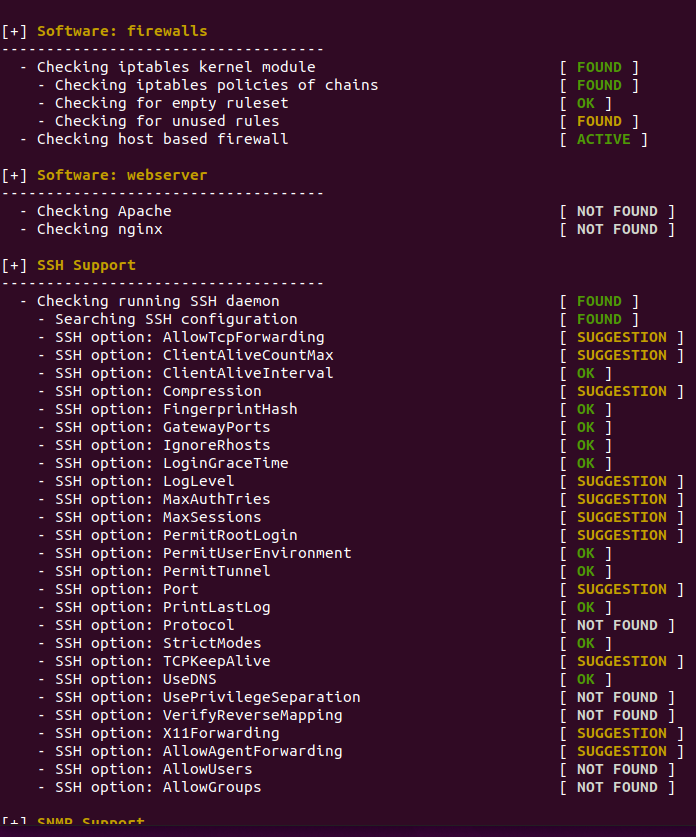 [+] Software: firewalls
------------------------------------
- Checking iptables kernel module [ FOUND ]
- Checking iptables policies of chains [ FOUND ]
- Checking for empty ruleset [ OK ]
- Checking for unused rules [ FOUND ]
- Checking host based firewall [ ACTIVE ]
[+] Software: webserver
------------------------------------
- Checking Apache [ NOT FOUND ]
- Checking nginx [ NOT FOUND ]
[+] SSH Support
------------------------------------
- Checking running SSH daemon [ FOUND ]
- Searching SSH configuration [ FOUND ]
- SSH option: AllowTcpForwarding [ SUGGESTION ]
- SSH option: ClientAliveCountMax [ SUGGESTION ]
- SSH option: ClientAliveInterval [ OK ]
- SSH option: Compression [ SUGGESTION ]
- SSH option: FingerprintHash [ OK ]
- SSH option: GatewayPorts [ OK ]
- SSH option: IgnoreRhosts [ OK ]
- SSH option: LoginGraceTime [ OK ]
- SSH option: LogLevel [ SUGGESTION ]
- SSH option: MaxAuthTries [ SUGGESTION ]
- SSH option: MaxSessions [ SUGGESTION ]
- SSH option: PermitRootLogin [ SUGGESTION ]
- SSH option: PermitUserEnvironment [ OK ]
- SSH option: PermitTunnel [ OK ]
- SSH option: Port [ SUGGESTION ]
- SSH option: PrintLastLog [ OK ]
- SSH option: Protocol [ NOT FOUND ]
- SSH option: StrictModes [ OK ]
- SSH option: TCPKeepAlive [ SUGGESTION ]
- SSH option: UseDNS [ OK ]
- SSH option: UsePrivilegeSeparation [ NOT FOUND ]
- SSH option: VerifyReverseMapping [ NOT FOUND ]
- SSH option: X11Forwarding [ SUGGESTION ]
- SSH option: AllowAgentForwarding [ SUGGESTION ]
- SSH option: AllowUsers [ NOT FOUND ]
- SSH option: AllowGroups [ NOT FOUND ]
[+] SNMP Support